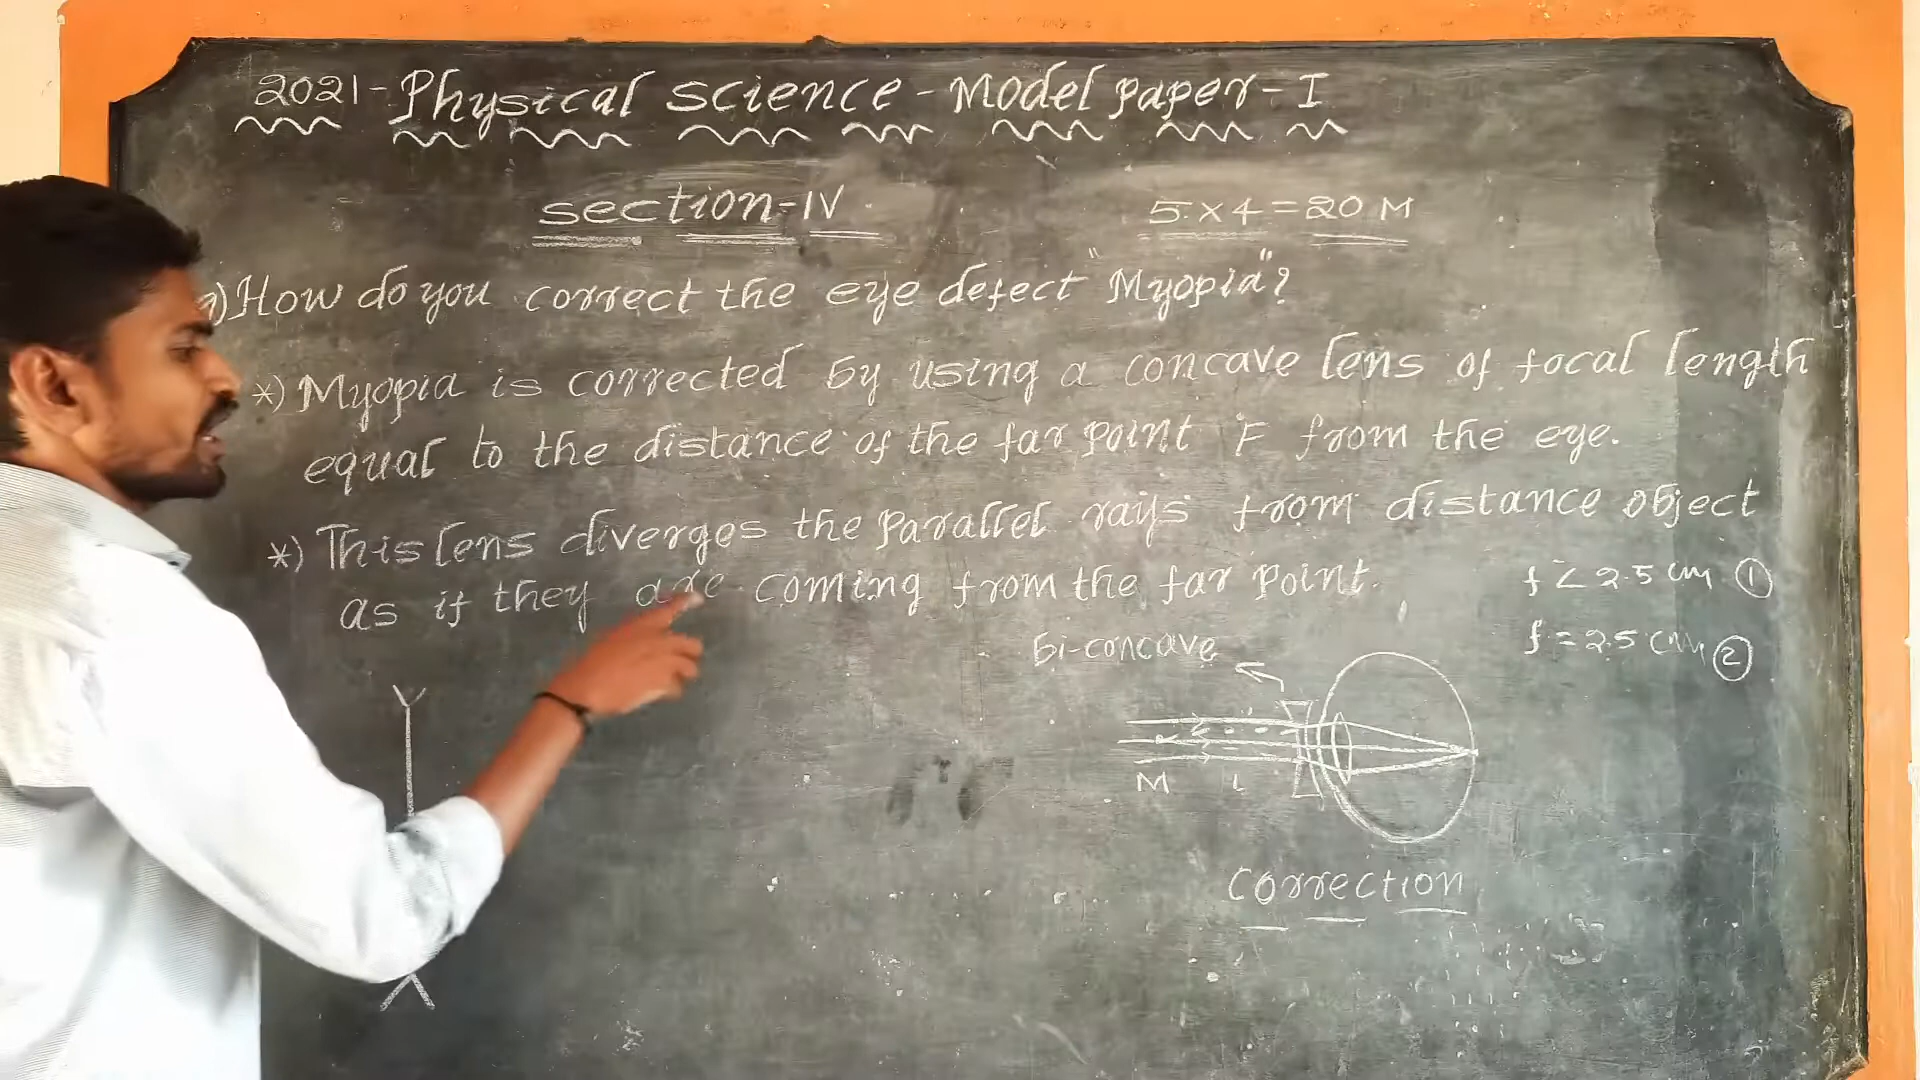 2021-Physical science-Model paper-I
section-IV
5×4=20 M
)How do you correct the eye defect "Myopia"?
*) Myopia is corrected by using a concave lens of focal length
equal to the distance of the far point F from the eye.
*) This lens diverges the parallel rays from distance object
as if they are coming from the far point.
f<2.5 cm ①
f=2.5 cm ②
bi-concave
M L
Correction